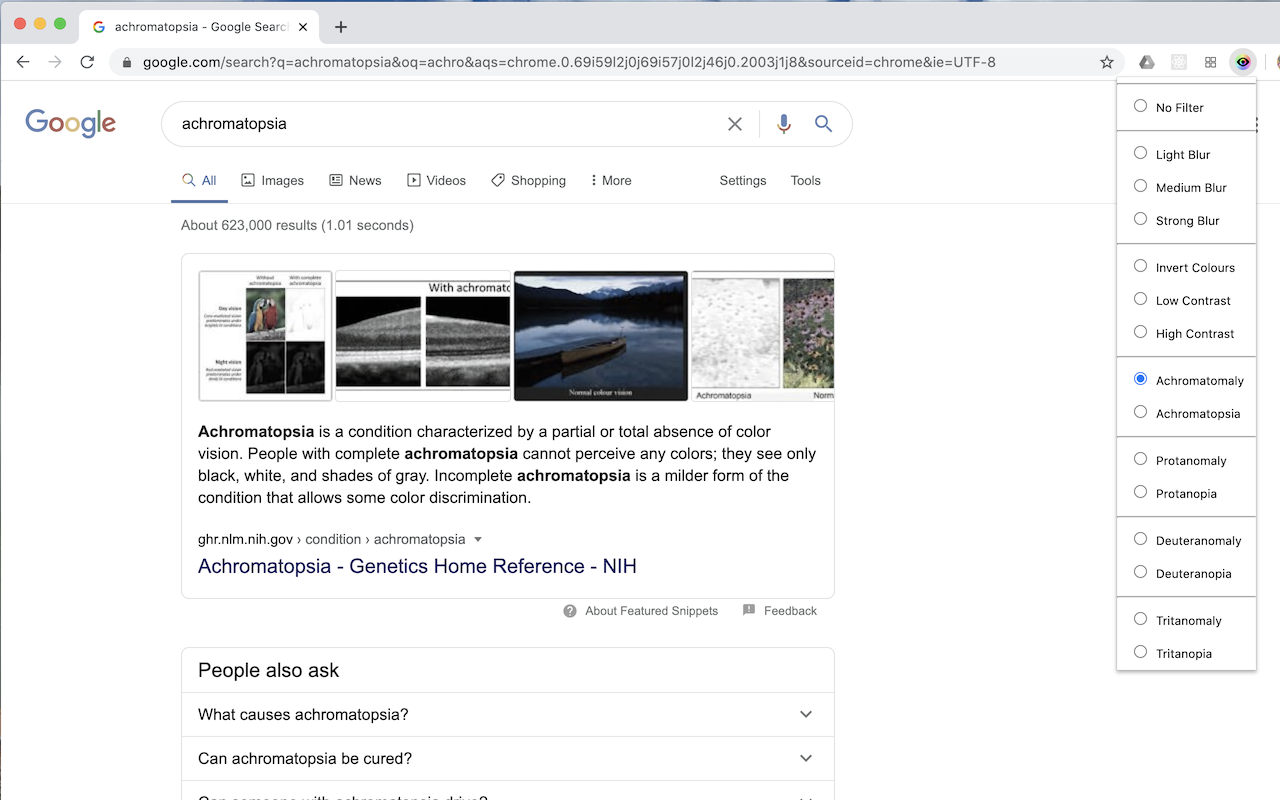 achromatopsia - Google Searc
google.com/search?q=achromatopsia&oq=achro&aqs=chrome.0.69i59l2j0j69i57j0l2j46j0.2003j1j8&sourceid=chrome&ie=UTF-8
Google
achromatopsia
All
Images
News
Videos
Shopping
More
Settings
Tools
About 623,000 results (1.01 seconds)
Without achromatopsia
With complete achromatopsia
Day vision
Night vision
With achromato
Normal colour vision
Achromatopsia
Norm
Achromatopsia is a condition characterized by a partial or total absence of color
vision. People with complete achromatopsia cannot perceive any colors; they see only
black, white, and shades of gray. Incomplete achromatopsia is a milder form of the
condition that allows some color discrimination.
ghr.nlm.nih.gov › condition › achromatopsia
Achromatopsia - Genetics Home Reference - NIH
About Featured Snippets
Feedback
People also ask
What causes achromatopsia?
Can achromatopsia be cured?
Can someone with achromatopsia drive?
No Filter
Light Blur
Medium Blur
Strong Blur
Invert Colours
Low Contrast
High Contrast
Achromatomaly
Achromatopsia
Protanomaly
Protanopia
Deuteranomaly
Deuteranopia
Tritanomaly
Tritanopia